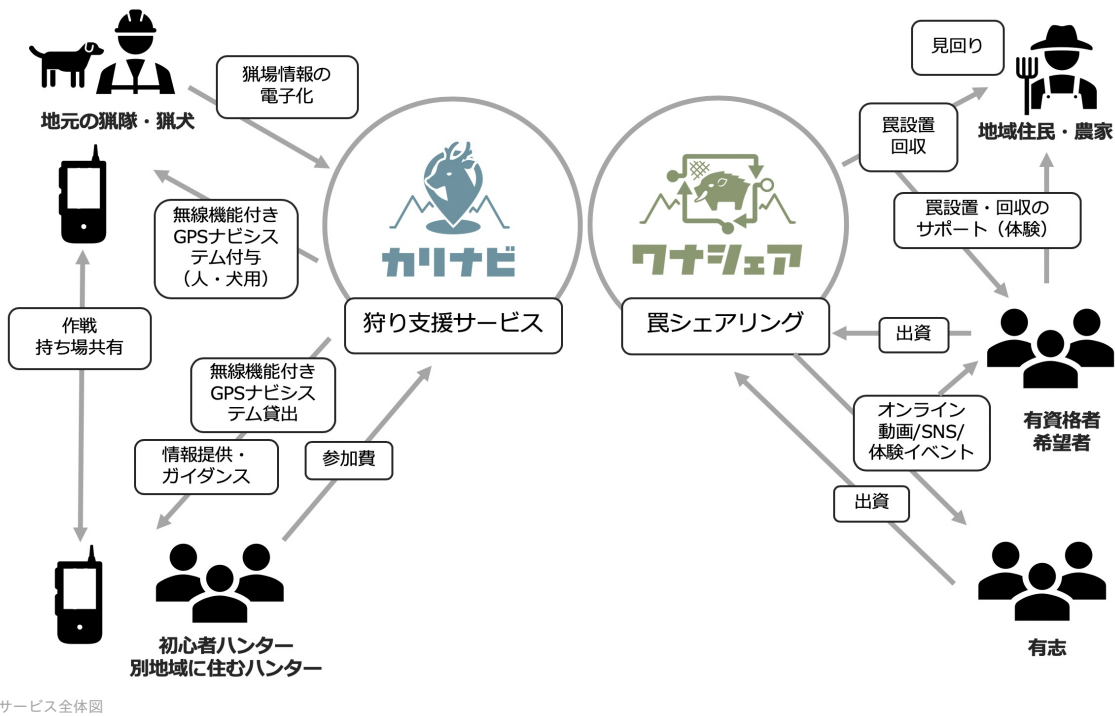 地元の猟隊・猟犬
猟場情報の
電子化
無線機能付き
GPSナビシス
テム付与
（人・犬用）
作戦
持ち場共有
カリナビ
狩り支援サービス
無線機能付き
GPSナビシス
テム貸出
情報提供・
ガイダンス
参加費
初心者ハンター
別地域に住むハンター
ワナシェア
罠シェアリング
見回り
地域住民・農家
罠設置
回収
罠設置・回収の
サポート（体験）
出資
有資格者
希望者
オンライン
動画/SNS/
体験イベント
出資
有志
サービス全体図